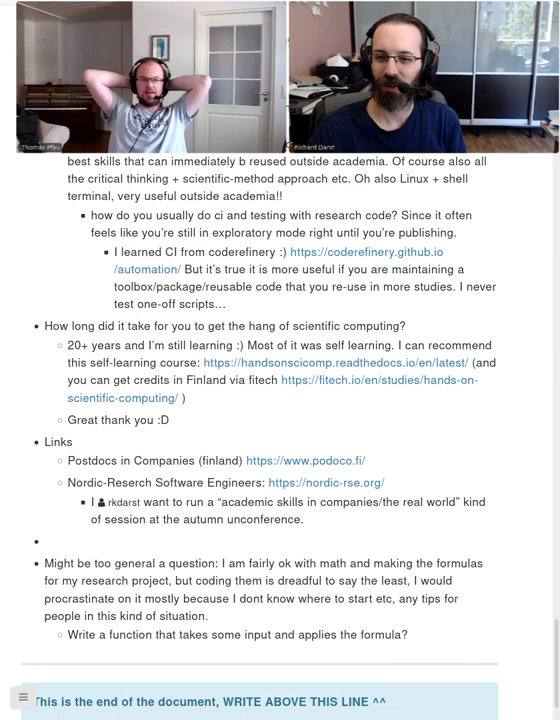 Thomas Pfau
Richard Darst
best skills that can immediately b reused outside academia. Of course also all
the critical thinking + scientific-method approach etc. Oh also Linux + shell
terminal, very useful outside academia!!
how do you usually do ci and testing with research code? Since it often
feels like you're still in exploratory mode right until you're publishing.
I learned CI from coderefinery :) https://coderefinery.github.io
/automation/ But it's true it is more useful if you are maintaining a
toolbox/package/reusable code that you re-use in more studies. I never
test one-off scripts…
How long did it take for you to get the hang of scientific computing?
20+ years and I'm still learning :) Most of it was self learning. I can recommend
this self-learning course: https://handsonscicomp.readthedocs.io/en/latest/ (and
you can get credits in Finland via fitech https://fitech.io/en/studies/hands-on-
scientific-computing/ )
Great thank you :D
Links
Postdocs in Companies (finland) https://www.podoco.fi/
Nordic-Reserch Software Engineers: https://nordic-rse.org/
I rkdarst want to run a “academic skills in companies/the real world” kind
of session at the autumn unconference.
Might be too general a question: I am fairly ok with math and making the formulas
for my research project, but coding them is dreadful to say the least, I would
procrastinate on it mostly because I dont know where to start etc, any tips for
people in this kind of situation.
Write a function that takes some input and applies the formula?
This is the end of the document, WRITE ABOVE THIS LINE ^^